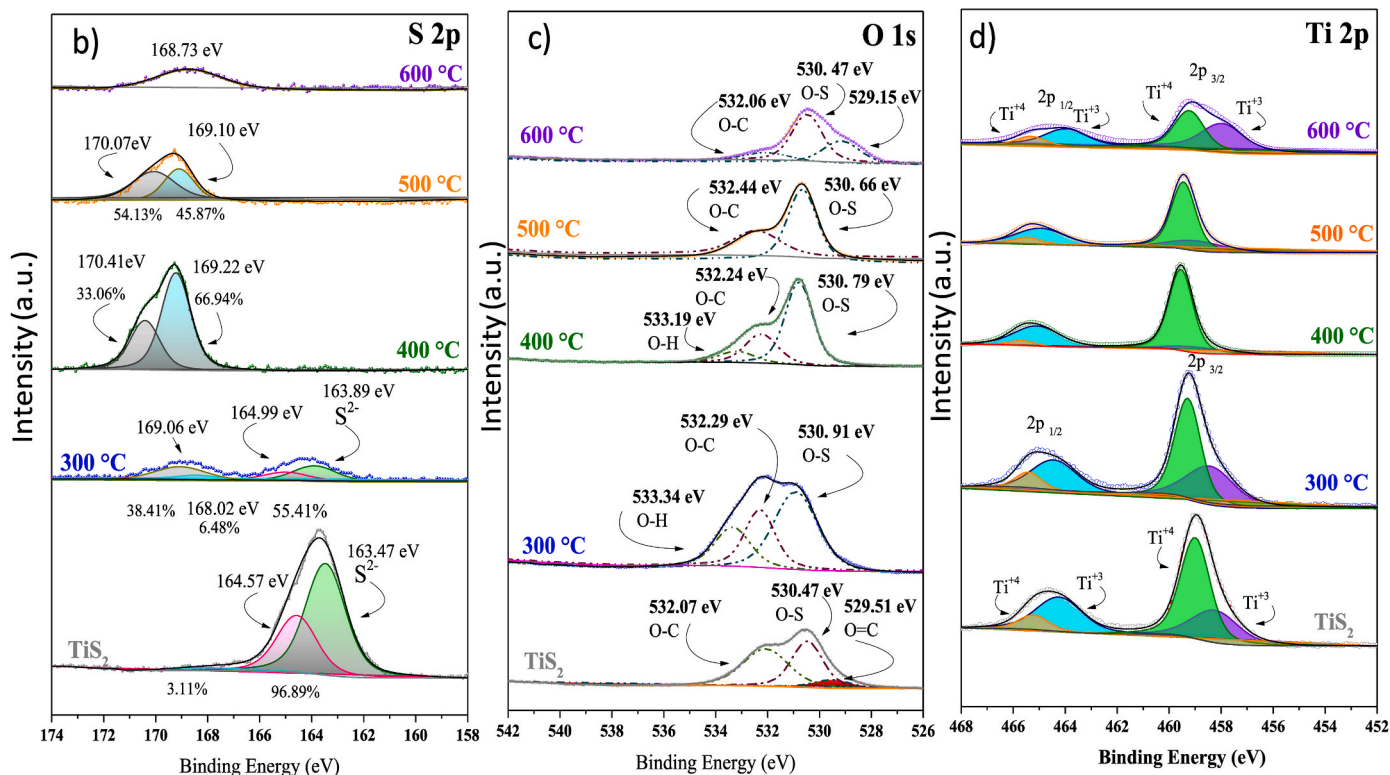 b)
S 2p
168.73 eV
600 °C
170.07eV
169.10 eV
500 °C
54.13%
45.87%
170.41eV
33.06%
169.22 eV
66.94%
400 °C
169.06 eV
164.99 eV
163.89 eV
S2-
300 °C
38.41%
168.02 eV
6.48%
55.41%
164.57 eV
163.47 eV
S2-
TiS2
3.11%
96.89%
174 172 170 168 166 164 162 160 158
Binding Energy (eV)
Intensity (a.u.)
c)
O 1s
530. 47 eV
O-S
532.06 eV
O-C
529.15 eV
600 °C
532.44 eV
O-C
530. 66 eV
O-S
500 °C
532.24 eV
O-C
530. 79 eV
O-S
533.19 eV
O-H
400 °C
532.29 eV
O-C
530. 91 eV
O-S
533.34 eV
O-H
300 °C
532.07 eV
O-C
530.47 eV
O-S
529.51 eV
O=C
TiS2
542 540 538 536 534 532 530 528 526
Binding Energy (eV)
Intensity (a.u.)
d)
Ti 2p
2p 3/2
Ti+4
2p 1/2
Ti+3
Ti+4
Ti+3
600 °C
500 °C
400 °C
2p 3/2
2p 1/2
300 °C
Ti+4
Ti+4
Ti+3
Ti+3
TiS2
468 466 464 462 460 458 456 454 452
Binding Energy (eV)
Intensity (a.u.)